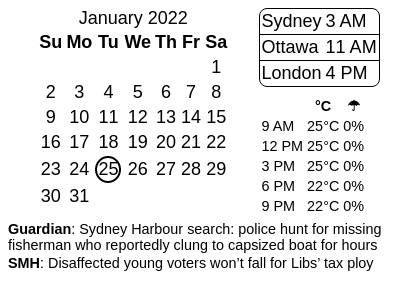 January 2022
Su Mo Tu We Th Fr Sa
1
2 3 4 5 6 7 8
9 10 11 12 13 14 15
16 17 18 19 20 21 22
23 24 25 26 27 28 29
30 31
Sydney 3 AM
Ottawa 11 AM
London 4 PM
°C ☂
9 AM 25°C 0%
12 PM 25°C 0%
3 PM 25°C 0%
6 PM 22°C 0%
9 PM 22°C 0%
Guardian: Sydney Harbour search: police hunt for missing
fisherman who reportedly clung to capsized boat for hours
SMH: Disaffected young voters won’t fall for Libs’ tax ploy